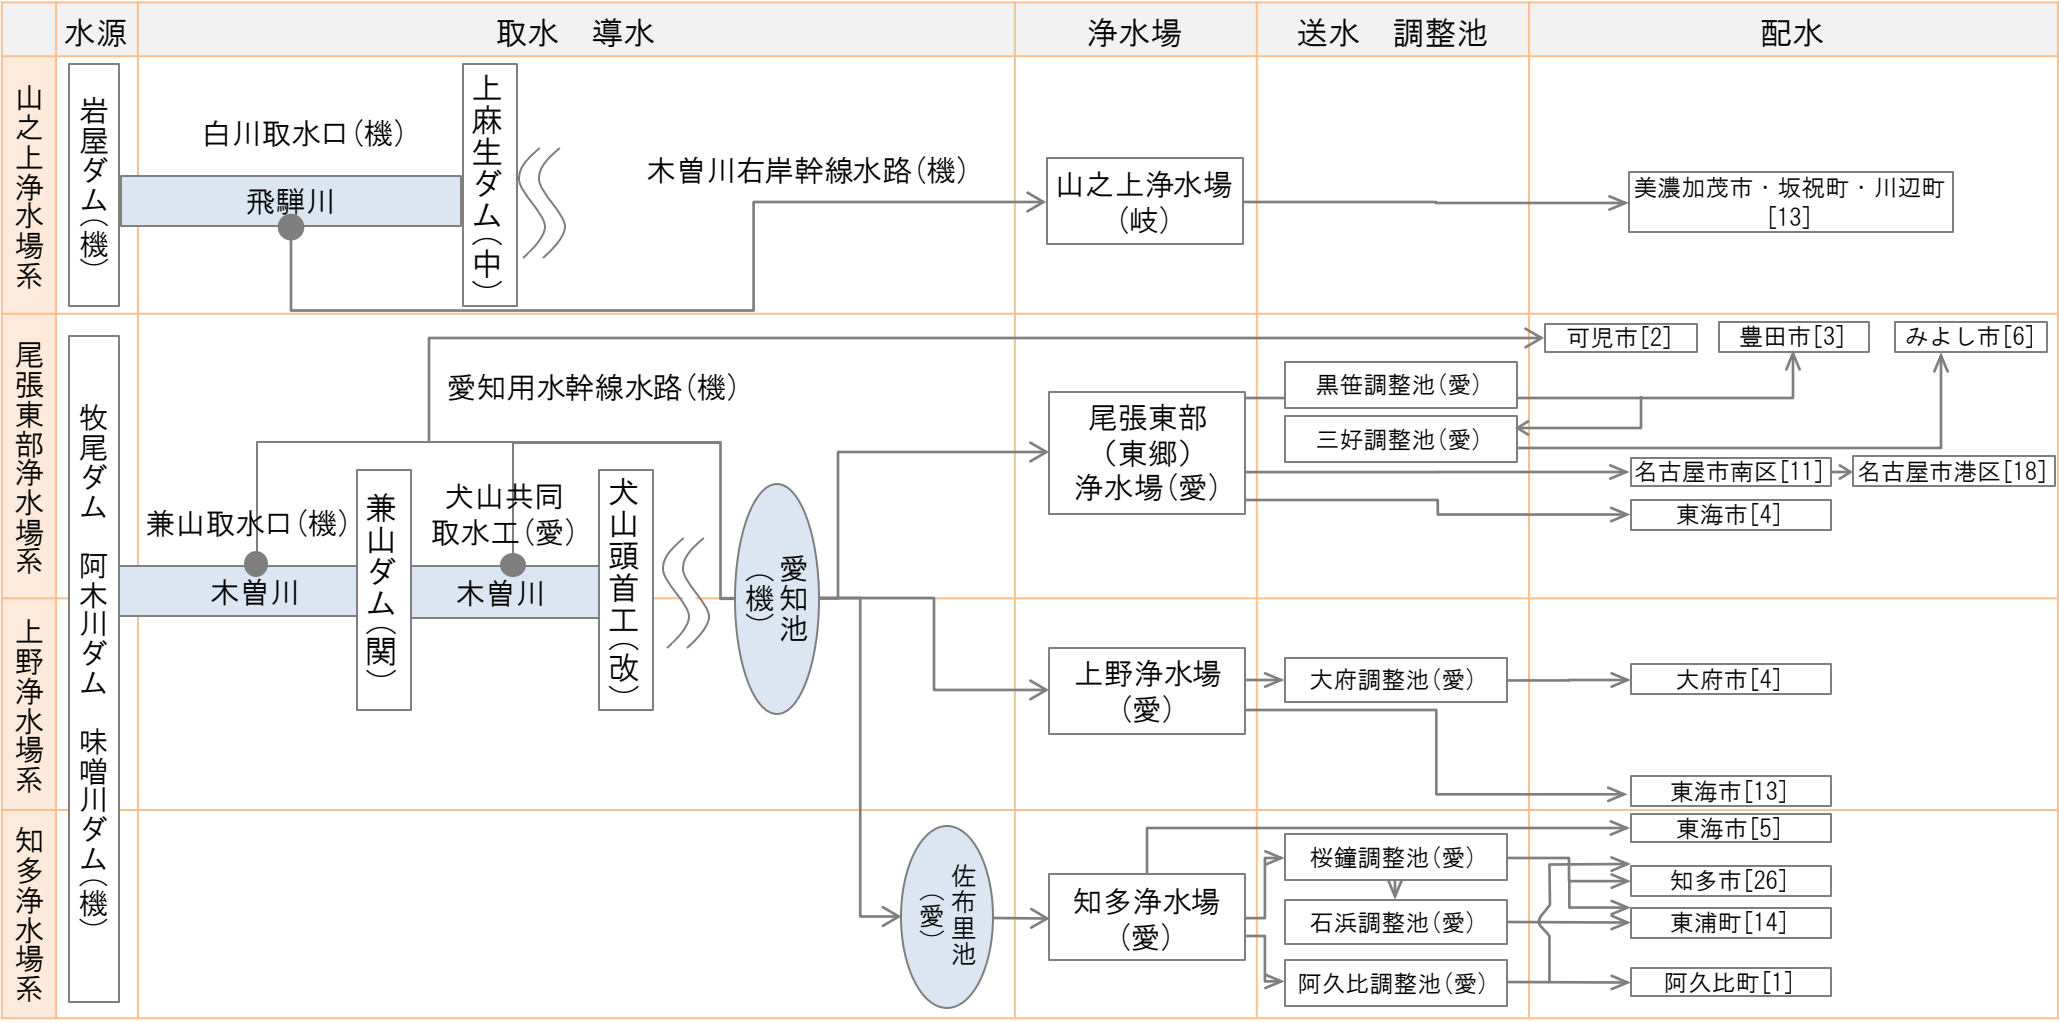 水源
取水　導水
浄水場
送水　調整池
配水
山之上浄水場系
岩屋ダム(機)
白川取水口(機)
飛騨川
上麻生ダム(中)
木曽川右岸幹線水路(機)
山之上浄水場
(岐)
美濃加茂市・坂祝町・川辺町
[13]
尾張東部浄水場系
牧尾ダム　阿木川ダム　味噌川ダム(機)
愛知用水幹線水路(機)
兼山取水口(機)
木曽川
兼山ダム(関)
犬山共同
取水工(愛)
木曽川
犬山頭首工(改)
愛知池
(機)
尾張東部
(東郷)
浄水場(愛)
黒笹調整池(愛)
三好調整池(愛)
可児市[2]
豊田市[3]
みよし市[6]
名古屋市南区[11]
名古屋市港区[18]
東海市[4]
上野浄水場系
上野浄水場
(愛)
大府調整池(愛)
大府市[4]
東海市[13]
知多浄水場系
佐布里池
(愛)
知多浄水場
(愛)
桜鐘調整池(愛)
石浜調整池(愛)
阿久比調整池(愛)
東海市[5]
知多市[26]
東浦町[14]
阿久比町[1]